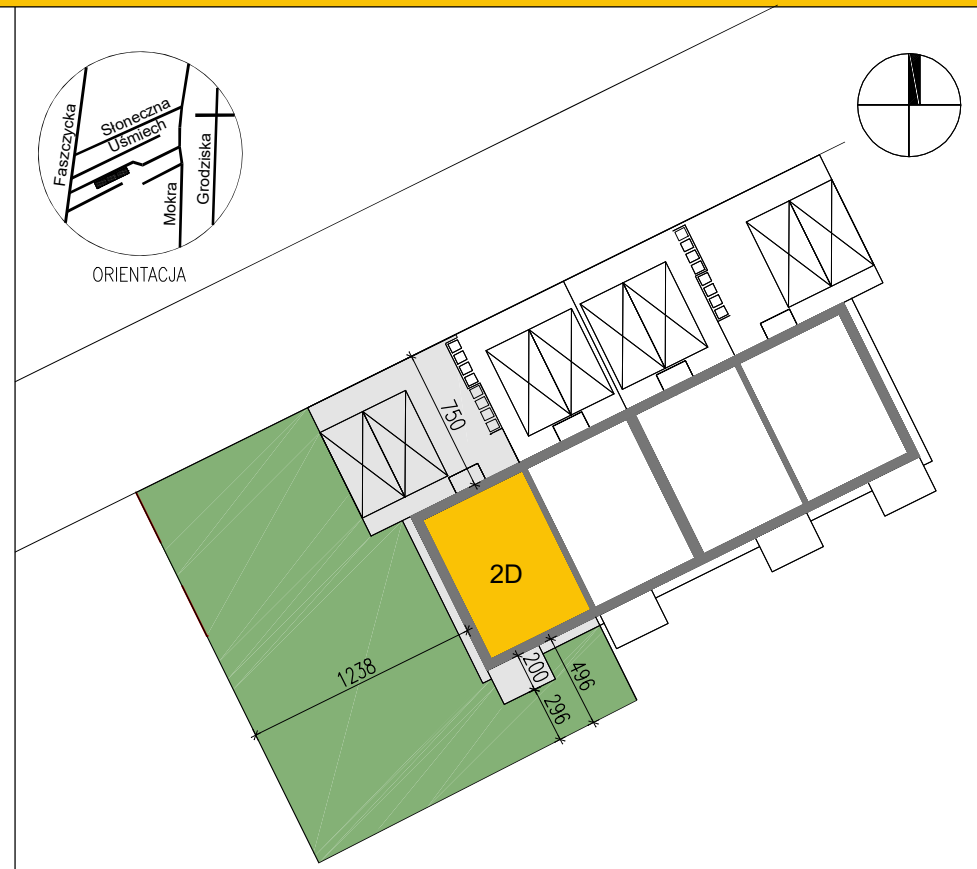 Faszczycka
Słoneczna
Uśmiech
Mokra
Grodziska
ORIENTACJA
750
2D
1238
200
496
296